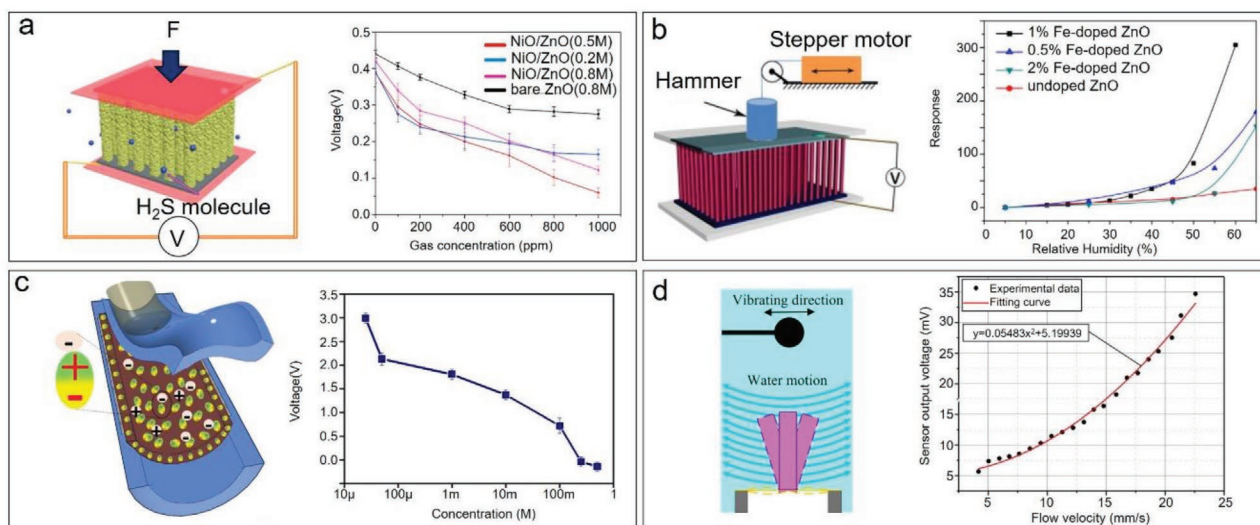 a
F
H₂S molecule
V
NiO/ZnO(0.5M)
NiO/ZnO(0.2M)
NiO/ZnO(0.8M)
bare ZnO(0.8M)
Voltage(V)
0.5
0.4
0.3
0.2
0.1
0.0
0 200 400 600 800 1000
Gas concentration (ppm)
b
Stepper motor
Hammer
V
1% Fe-doped ZnO
0.5% Fe-doped ZnO
2% Fe-doped ZnO
undoped ZnO
Response
300
200
100
0
0 10 20 30 40 50 60
Relative Humidity (%)
c
-
+
-
Voltage(V)
3.5
3.0
2.5
2.0
1.5
1.0
0.5
0.0
10µ 100µ 1m 10m 100m 1
Concentration (M)
d
Vibrating direction
Water motion
Experimental data
Fitting curve
y=0.05483x²+5.19939
Sensor output voltage (mV)
35
30
25
20
15
10
5
5 10 15 20 25
Flow velocity (mm/s)